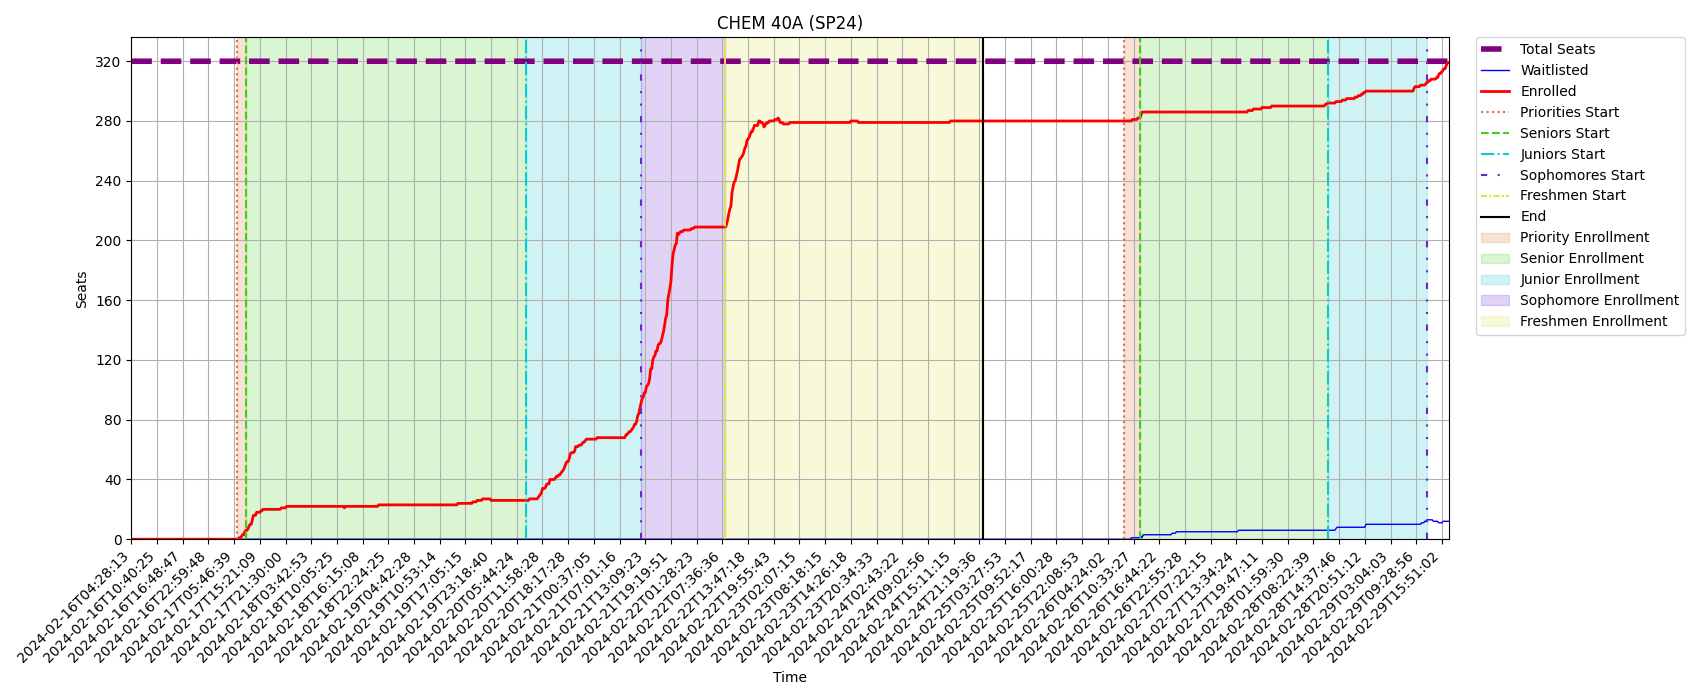 CHEM 40A (SP24)
Seats
320
280
240
200
160
120
80
40
0
2024-02-16T04:28:13
2024-02-16T10:40:25
2024-02-16T16:48:47
2024-02-16T22:59:48
2024-02-17T05:46:39
2024-02-17T15:21:09
2024-02-17T21:30:00
2024-02-18T03:42:53
2024-02-18T10:05:25
2024-02-18T16:15:08
2024-02-18T22:24:25
2024-02-19T04:42:28
2024-02-19T10:53:14
2024-02-19T17:05:15
2024-02-19T23:18:40
2024-02-20T05:44:24
2024-02-20T11:58:28
2024-02-20T18:17:28
2024-02-21T00:37:05
2024-02-21T07:01:16
2024-02-21T13:09:23
2024-02-21T19:19:51
2024-02-22T01:28:23
2024-02-22T07:36:36
2024-02-22T13:47:18
2024-02-22T19:55:43
2024-02-23T02:07:15
2024-02-23T08:18:15
2024-02-23T14:26:18
2024-02-23T20:34:33
2024-02-24T02:43:22
2024-02-24T09:02:56
2024-02-24T15:11:15
2024-02-24T21:19:36
2024-02-25T03:27:53
2024-02-25T09:52:17
2024-02-25T16:00:28
2024-02-25T22:08:53
2024-02-26T04:24:02
2024-02-26T10:33:27
2024-02-26T16:44:22
2024-02-26T22:55:28
2024-02-27T07:22:15
2024-02-27T13:34:24
2024-02-27T19:47:11
2024-02-28T01:59:30
2024-02-28T08:22:39
2024-02-28T14:37:46
2024-02-28T20:51:12
2024-02-29T03:04:03
2024-02-29T09:28:56
2024-02-29T15:51:02
Time
Total Seats
Waitlisted
Enrolled
Priorities Start
Seniors Start
Juniors Start
Sophomores Start
Freshmen Start
End
Priority Enrollment
Senior Enrollment
Junior Enrollment
Sophomore Enrollment
Freshmen Enrollment